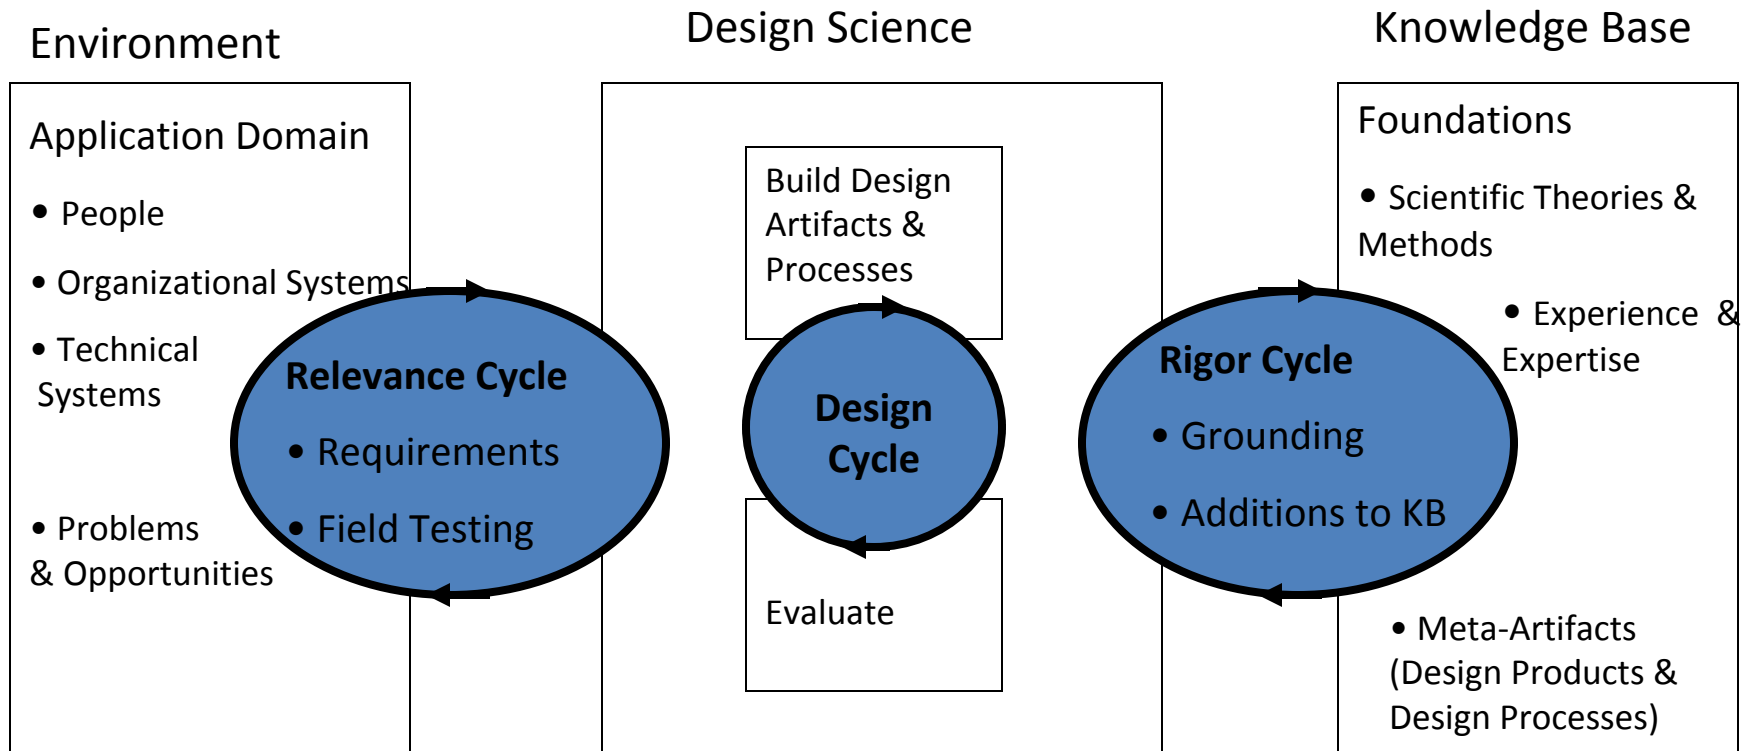 Environment
Design Science
Knowledge Base
Application Domain
• People
• Organizational Systems
• Technical
Systems
• Problems
& Opportunities
Relevance Cycle
• Requirements
• Field Testing
Build Design
Artifacts &
Processes
Design
Cycle
Evaluate
Rigor Cycle
• Grounding
• Additions to KB
Foundations
• Scientific Theories &
Methods
• Experience &
Expertise
• Meta-Artifacts
(Design Products &
Design Processes)